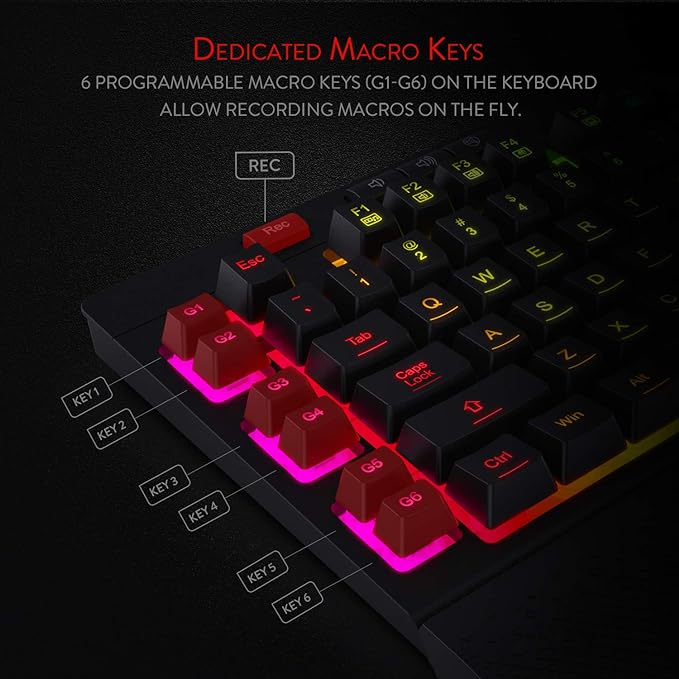 DEDICATED MACRO KEYS
6 PROGRAMMABLE MACRO KEYS (G1-G6) ON THE KEYBOARD
ALLOW RECORDING MACROS ON THE FLY.
REC
Rec
F1
F2
F3
F4
Esc
~
`
!
1
@
2
#
3
$
4
%
5
G1
G2
Tab
Q
W
E
R
T
G3
G4
Caps
Lock
A
S
D
F
G5
G6
Z
X
C
Ctrl
Win
Alt
KEY 1
KEY 2
KEY 3
KEY 4
KEY 5
KEY 6